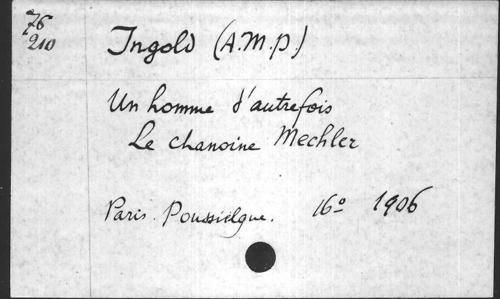 76
210
Ingold (A.M.P.)
Un homme d'autrefois
Le chanoine Mechler
Paris. Poussielgue. 16° 1906